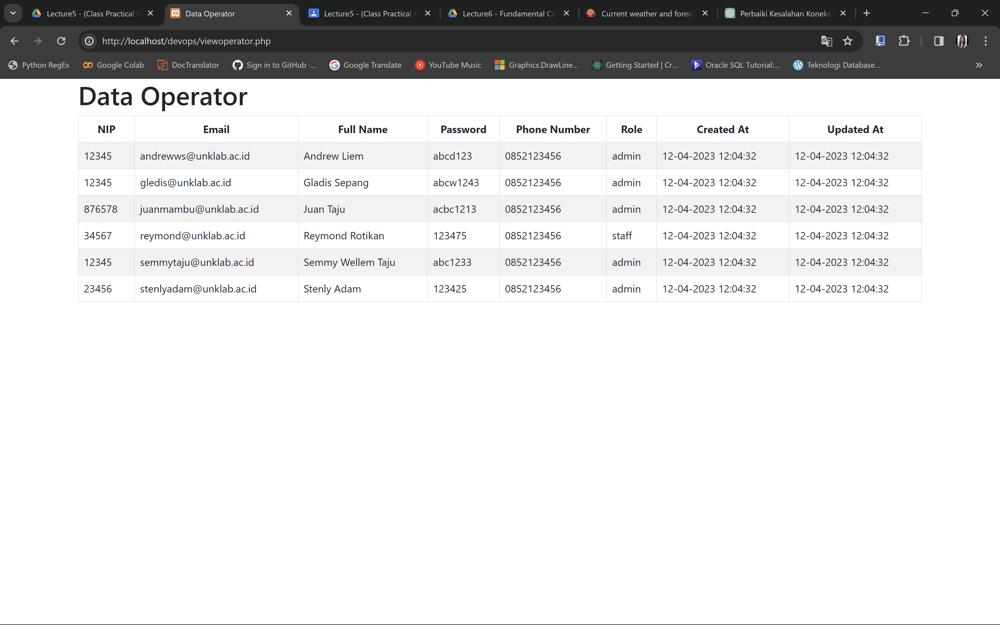 Lecture5 - (Class Practical #
Data Operator
Lecture5 - (Class Practical #
Lecture6 - Fundamental Co
Current weather and foreca
Perbaiki Kesalahan Koneksi
http://localhost/devops/viewoperator.php
Python RegEx Google Colab DocTranslator Sign in to GitHub ·... Google Translate YouTube Music Graphics.DrawLine... Getting Started | Cr... Oracle SQL Tutorial:... Teknologi Database...
Data Operator
NIP Email Full Name Password Phone Number Role Created At Updated At
12345 andrewws@unklab.ac.id Andrew Liem abcd123 0852123456 admin 12-04-2023 12:04:32 12-04-2023 12:04:32
12345 gledis@unklab.ac.id Gladis Sepang abcw1243 0852123456 admin 12-04-2023 12:04:32 12-04-2023 12:04:32
876578 juanmambu@unklab.ac.id Juan Taju acbc1213 0852123456 admin 12-04-2023 12:04:32 12-04-2023 12:04:32
34567 reymond@unklab.ac.id Reymond Rotikan 123475 0852123456 staff 12-04-2023 12:04:32 12-04-2023 12:04:32
12345 semmytaju@unklab.ac.id Semmy Wellem Taju abc1233 0852123456 admin 12-04-2023 12:04:32 12-04-2023 12:04:32
23456 stenlyadam@unklab.ac.id Stenly Adam 123425 0852123456 admin 12-04-2023 12:04:32 12-04-2023 12:04:32